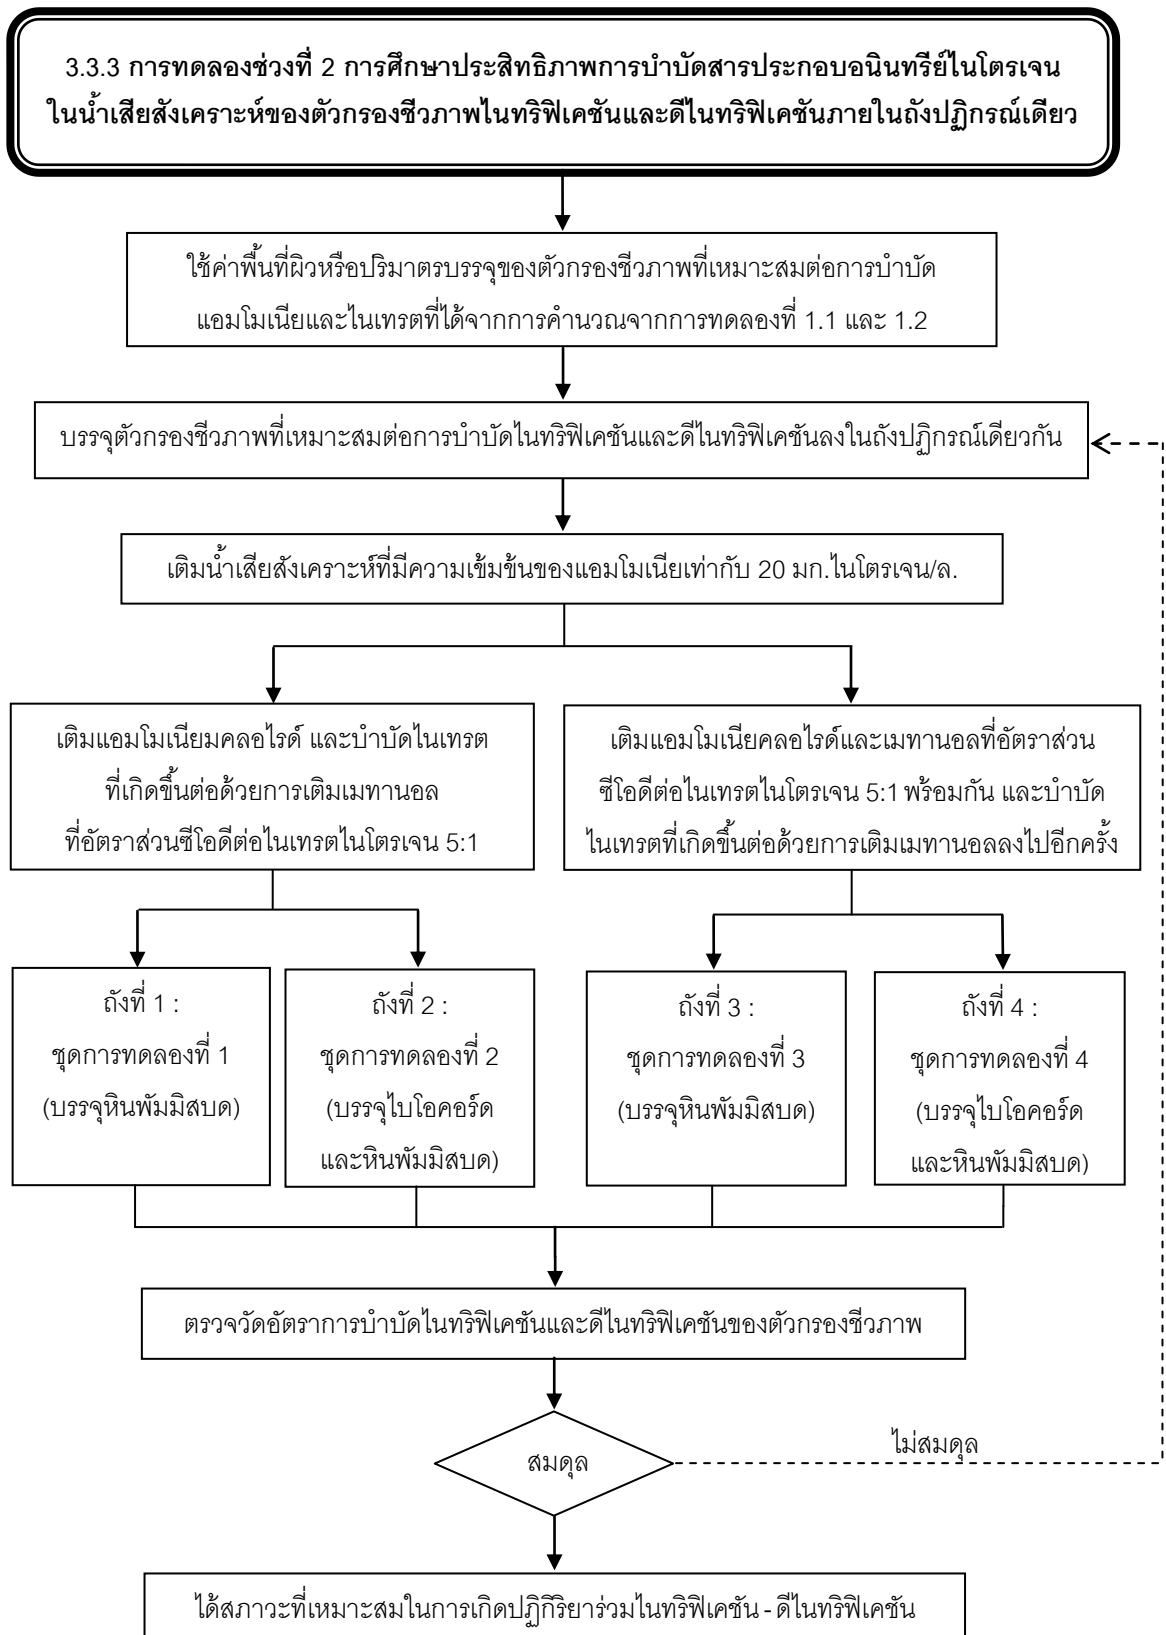 3.3.3 การทดลองช่วงที่ 2 การศึกษาประสิทธิภาพการบำบัดสารประกอบอนินทรีย์ไนโตรเจน
ในน้ำเสียสังเคราะห์ของตัวกรองชีวภาพไนทริฟิเคชันและดีไนทริฟิเคชันภายในถังปฏิกรณ์เดียว
ใช้ค่าพื้นที่ผิวหรือปริมาตรบรรจุของตัวกรองชีวภาพที่เหมาะสมต่อการบำบัด
แอมโมเนียและไนเทรตที่ได้จากการคำนวณจากการทดลองที่ 1.1 และ 1.2
บรรจุตัวกรองชีวภาพที่เหมาะสมต่อการบำบัดไนทริฟิเคชันและดีไนทริฟิเคชันลงในถังปฏิกรณ์เดียวกัน
เติมน้ำเสียสังเคราะห์ที่มีความเข้มข้นของแอมโมเนียเท่ากับ 20 มก.ไนโตรเจน/ล.
เติมแอมโมเนียมคลอไรด์ และบำบัดไนเทรต
ที่เกิดขึ้นต่อด้วยการเติมเมทานอล
ที่อัตราส่วนซีโอดีต่อไนเทรตไนโตรเจน 5:1
เติมแอมโมเนียคลอไรด์และเมทานอลที่อัตราส่วน
ซีโอดีต่อไนเทรตไนโตรเจน 5:1 พร้อมกัน และบำบัด
ไนเทรตที่เกิดขึ้นต่อด้วยการเติมเมทานอลลงไปอีกครั้ง
ถังที่ 1 :
ชุดการทดลองที่ 1
(บรรจุหินพัมมิสบด)
ถังที่ 2 :
ชุดการทดลองที่ 2
(บรรจุไบโอคอร์ด
และหินพัมมิสบด)
ถังที่ 3 :
ชุดการทดลองที่ 3
(บรรจุหินพัมมิสบด)
ถังที่ 4 :
ชุดการทดลองที่ 4
(บรรจุไบโอคอร์ด
และหินพัมมิสบด)
ตรวจวัดอัตราการบำบัดไนทริฟิเคชันและดีไนทริฟิเคชันของตัวกรองชีวภาพ
สมดุล
ไม่สมดุล
ได้สภาวะที่เหมาะสมในการเกิดปฏิกิริยาร่วมไนทริฟิเคชัน - ดีไนทริฟิเคชัน